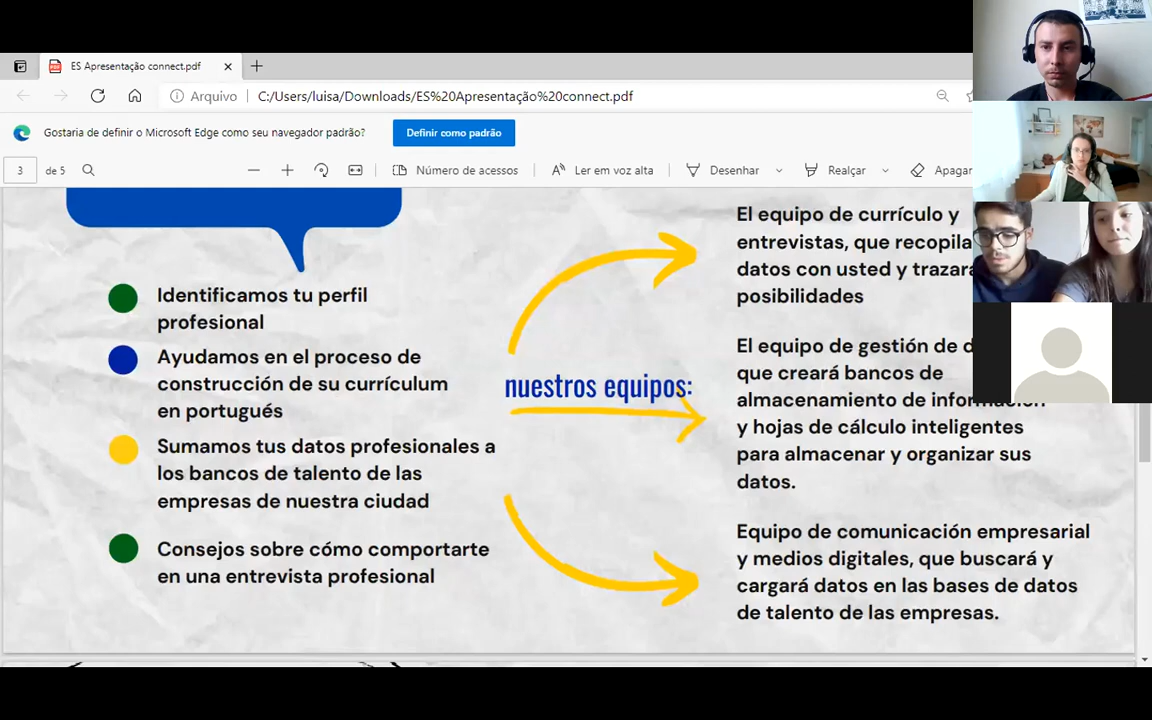 ES Apresentação connect.pdf
Arquivo
C:/Users/luisa/Downloads/ES%20Apresentação%20connect.pdf
Gostaria de definir o Microsoft Edge como seu navegador padrão?
Definir como padrão
3
de 5
Número de acessos
Ler em voz alta
Desenhar
Realçar
Apagar
Identificamos tu perfil
profesional
Ayudamos en el proceso de
construcción de su currículum
en portugués
Sumamos tus datos profesionales a
los bancos de talento de las
empresas de nuestra ciudad
Consejos sobre cómo comportarte
en una entrevista profesional
nuestros equipos:
El equipo de currículo y
entrevistas, que recopila
datos con usted y trazará
posibilidades
El equipo de gestión de
que creará bancos de
almacenamiento de información
y hojas de cálculo inteligentes
para almacenar y organizar sus
datos.
Equipo de comunicación empresarial
y medios digitales, que buscará y
cargará datos en las bases de datos
de talento de las empresas.